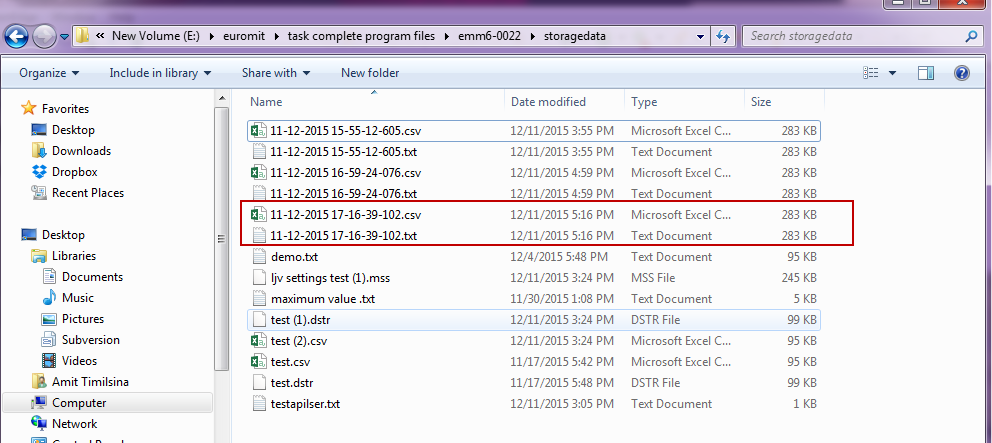 « New Volume (E:) ▸ euromit ▸ task complete program files ▸ emm6-0022 ▸ storagedata
Search storagedata
Organize Include in library Share with New folder
Favorites
Desktop
Downloads
Dropbox
Recent Places
Desktop
Libraries
Documents
Music
Pictures
Subversion
Videos
Amit Timilsina
Computer
Network
Name Date modified Type Size
11-12-2015 15-55-12-605.csv 12/11/2015 3:55 PM Microsoft Excel C... 283 KB
11-12-2015 15-55-12-605.txt 12/11/2015 3:55 PM Text Document 283 KB
11-12-2015 16-59-24-076.csv 12/11/2015 4:59 PM Microsoft Excel C... 283 KB
11-12-2015 16-59-24-076.txt 12/11/2015 4:59 PM Text Document 283 KB
11-12-2015 17-16-39-102.csv 12/11/2015 5:16 PM Microsoft Excel C... 283 KB
11-12-2015 17-16-39-102.txt 12/11/2015 5:16 PM Text Document 283 KB
demo.txt 12/4/2015 5:48 PM Text Document 95 KB
ljv settings test (1).mss 12/11/2015 3:24 PM MSS File 245 KB
maximum value .txt 11/30/2015 1:08 PM Text Document 5 KB
test (1).dstr 12/11/2015 3:24 PM DSTR File 99 KB
test (2).csv 12/11/2015 3:24 PM Microsoft Excel C... 95 KB
test.csv 11/17/2015 5:42 PM Microsoft Excel C... 95 KB
test.dstr 11/17/2015 5:48 PM DSTR File 99 KB
testapilser.txt 12/11/2015 3:05 PM Text Document 1 KB